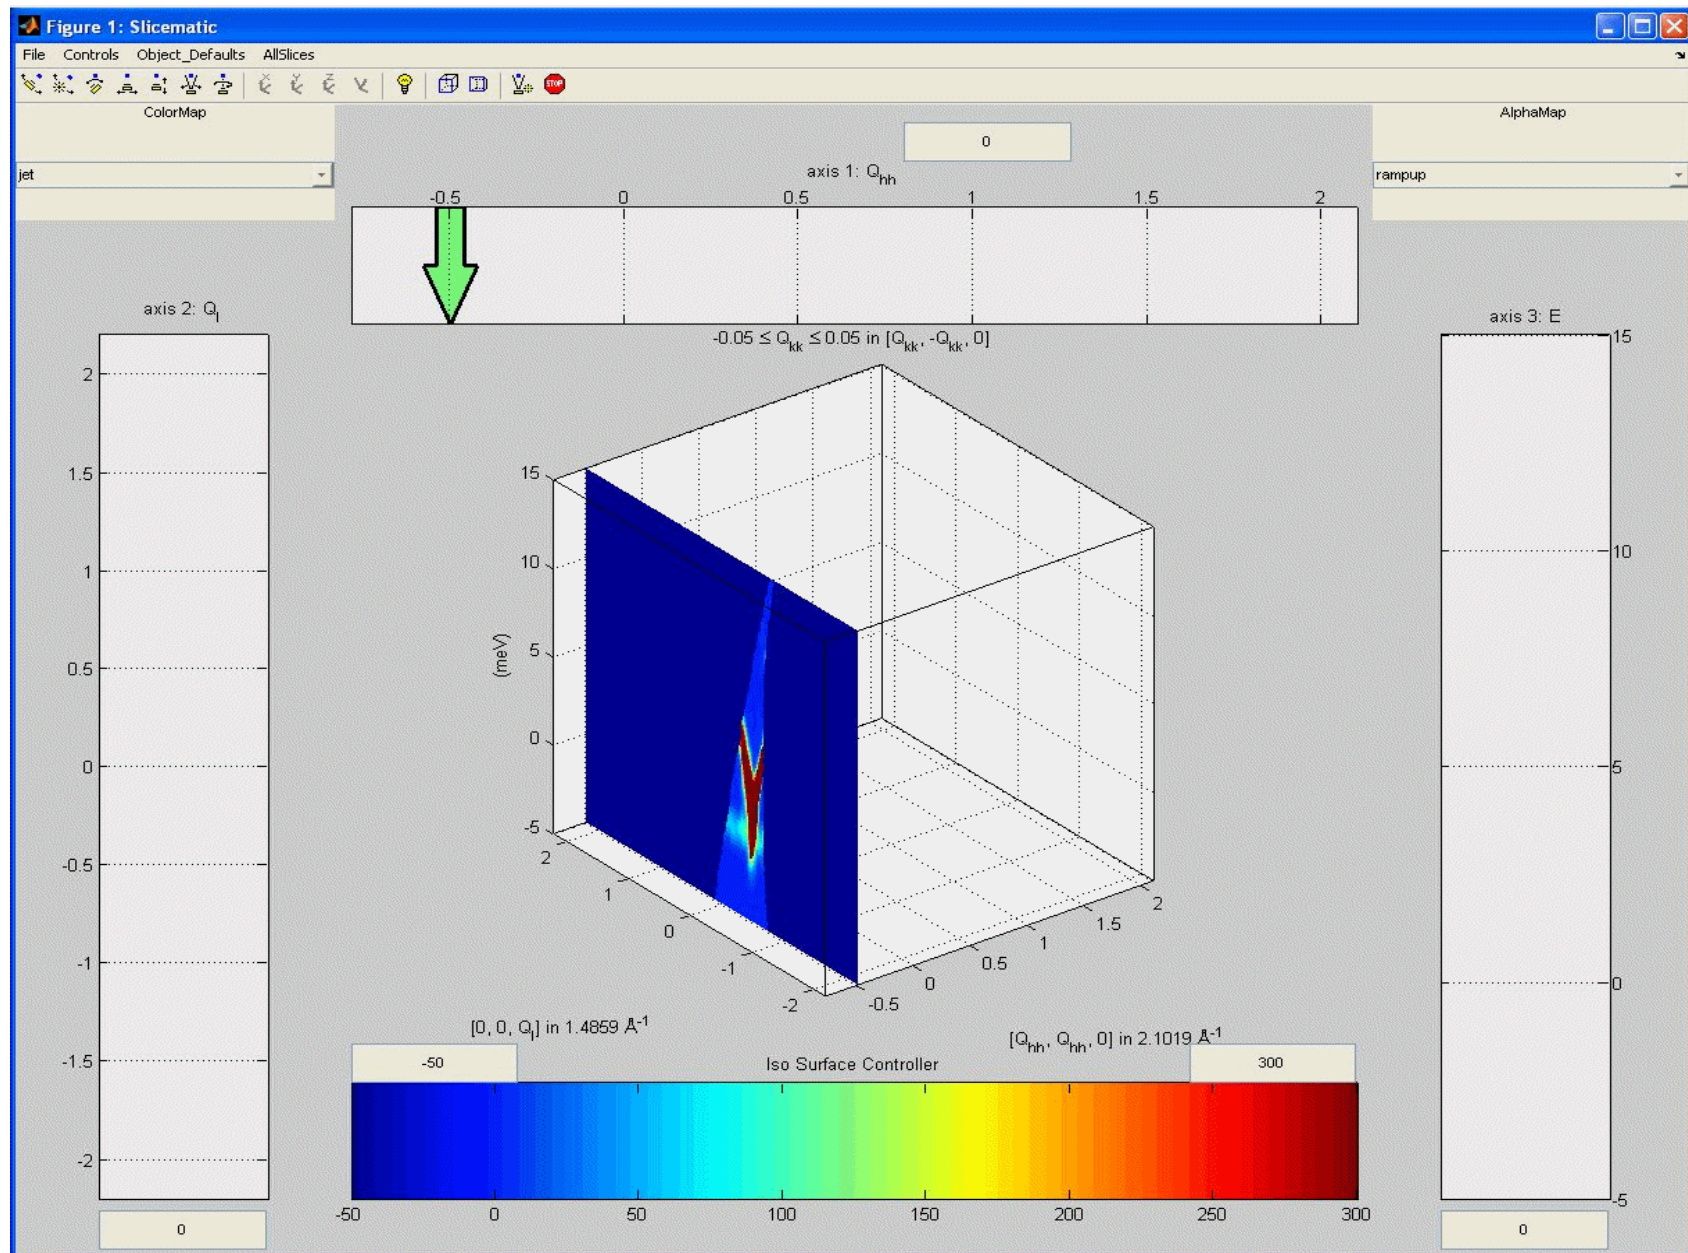 Figure 1: Slicematic
File Controls Object_Defaults AllSlices
STOP
ColorMap
AlphaMap
jet
rampup
0
axis 1: Q_hh
-0.5 0 0.5 1 1.5 2
axis 2: Q_l
2
1.5
1
0.5
0
-0.5
-1
-1.5
-2
0
-0.05 ≤ Q_kk ≤ 0.05 in [Q_kk, -Q_kk, 0]
15
10
5
0
-5
(meV)
2
1
0
-1
-2
-0.5
0
0.5
1
1.5
2
[0, 0, Q_l] in 1.4859 Å^-1
[Q_hh, Q_hh, 0] in 2.1019 Å^-1
axis 3: E
15
10
5
0
-5
0
-50
Iso Surface Controller
300
-50 0 50 100 150 200 250 300